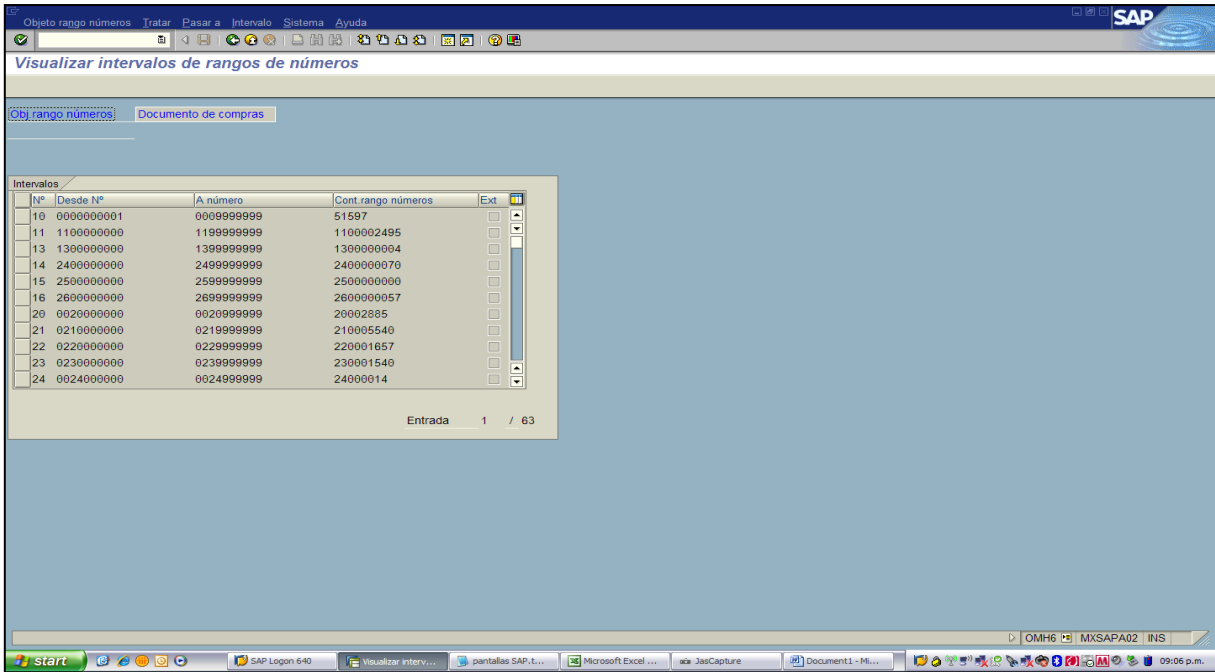 Objeto rango números Tratar Pasar a Intervalo Sistema Ayuda
SAP
Visualizar intervalos de rangos de números
Obj.rango números Documento de compras
Intervalos
Nº Desde Nº A número Cont.rango números Ext
10 0000000001 0009999999 51597
11 1100000000 1199999999 1100002495
13 1300000000 1399999999 1300000004
14 2400000000 2499999999 2400000070
15 2500000000 2599999999 2500000000
16 2600000000 2699999999 2600000057
20 0020000000 0020999999 20002885
21 0210000000 0219999999 210005540
22 0220000000 0229999999 220001657
23 0230000000 0239999999 230001540
24 0024000000 0024999999 24000014
Entrada 1 / 63
OMH6 MXSAPA02 INS
start SAP Logon 640 Visualizar interv... pantallas SAP.t... Microsoft Excel ... JasCapture Document1 - Mi... 09:06 p.m.